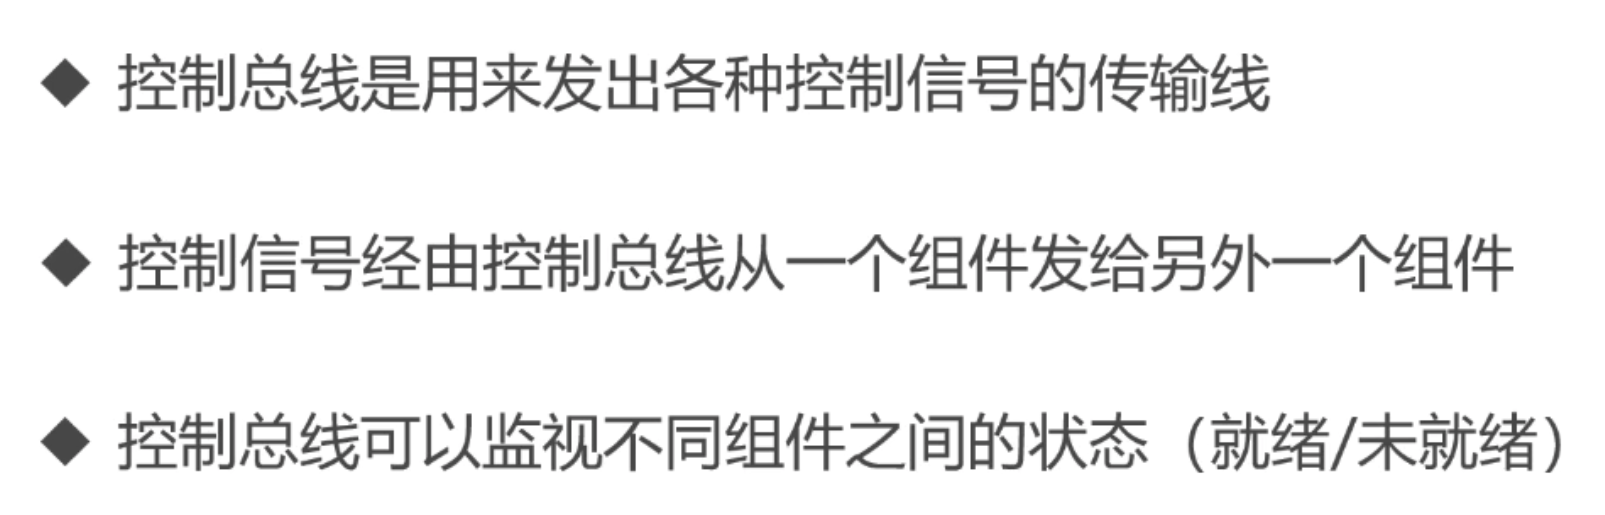 ◆ 控制总线是用来发出各种控制信号的传输线
◆ 控制信号经由控制总线从一个组件发给另外一个组件
◆ 控制总线可以监视不同组件之间的状态（就绪/未就绪）